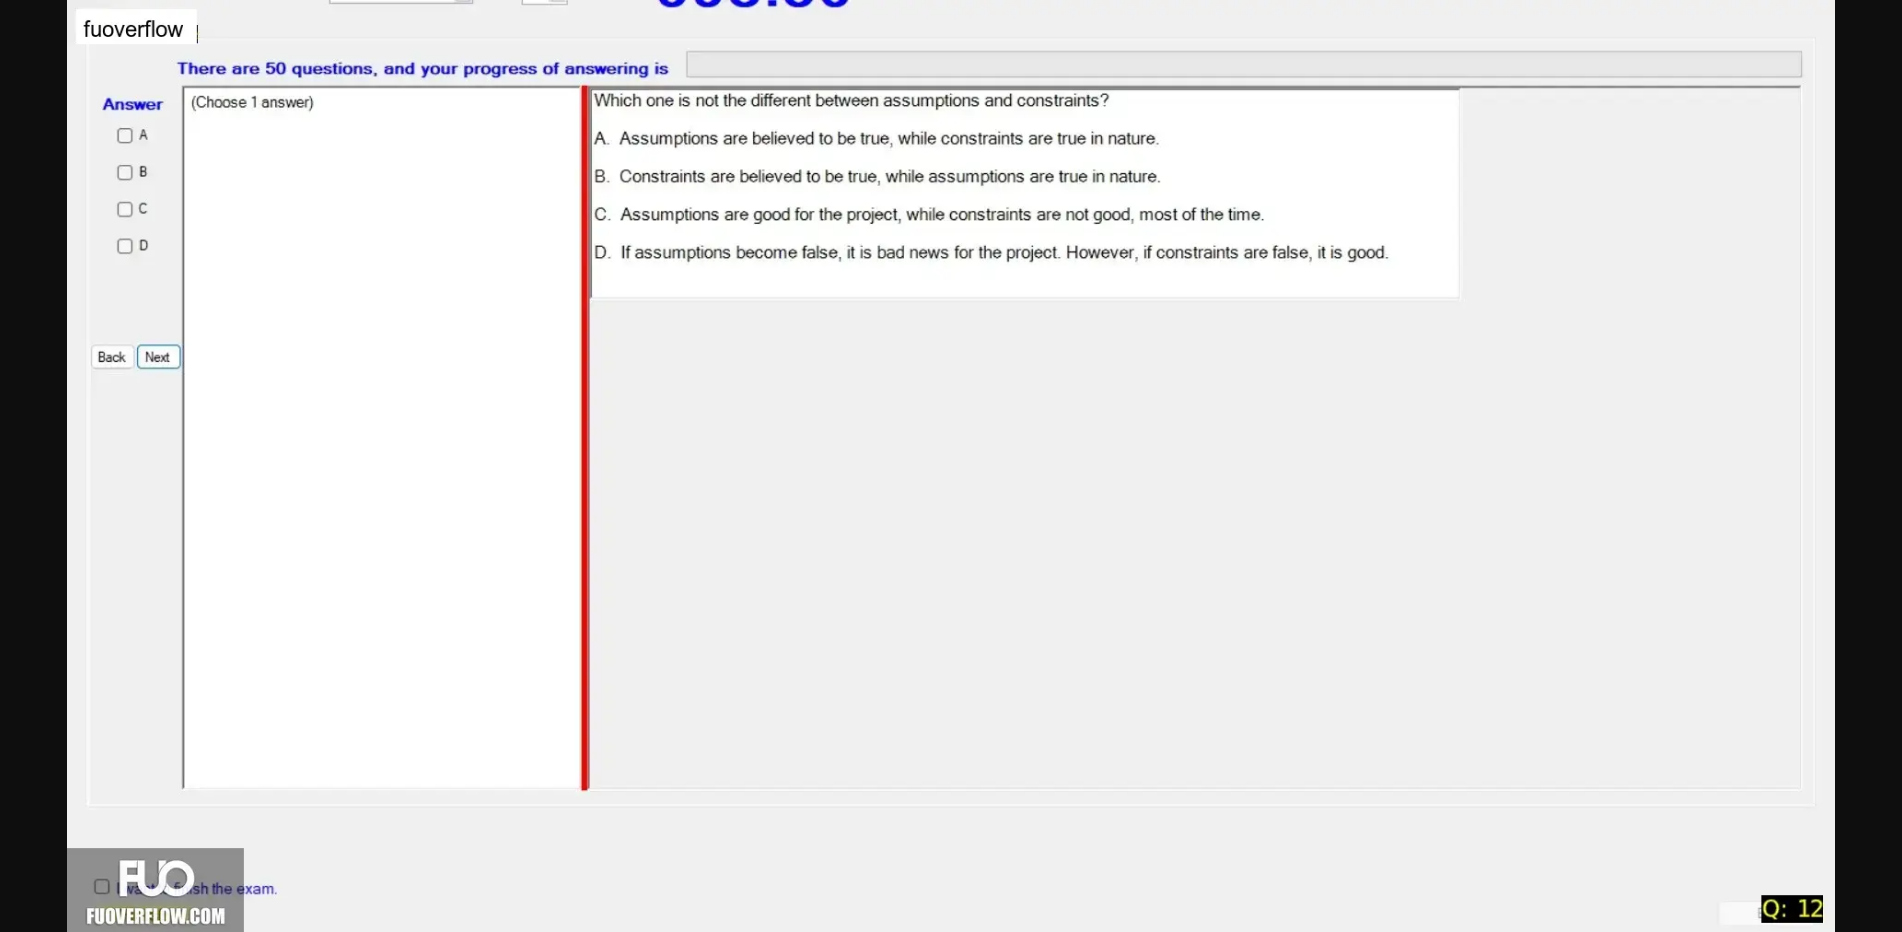 fuoverflow
There are 50 questions, and your progress of answering is
Answer
(Choose 1 answer)
A
B
C
D
Back
Next
Which one is not the different between assumptions and constraints?
A. Assumptions are believed to be true, while constraints are true in nature.
B. Constraints are believed to be true, while assumptions are true in nature.
C. Assumptions are good for the project, while constraints are not good, most of the time.
D. If assumptions become false, it is bad news for the project. However, if constraints are false, it is good.
FUO
the exam.
FUOVERFLOW.COM
Q: 12